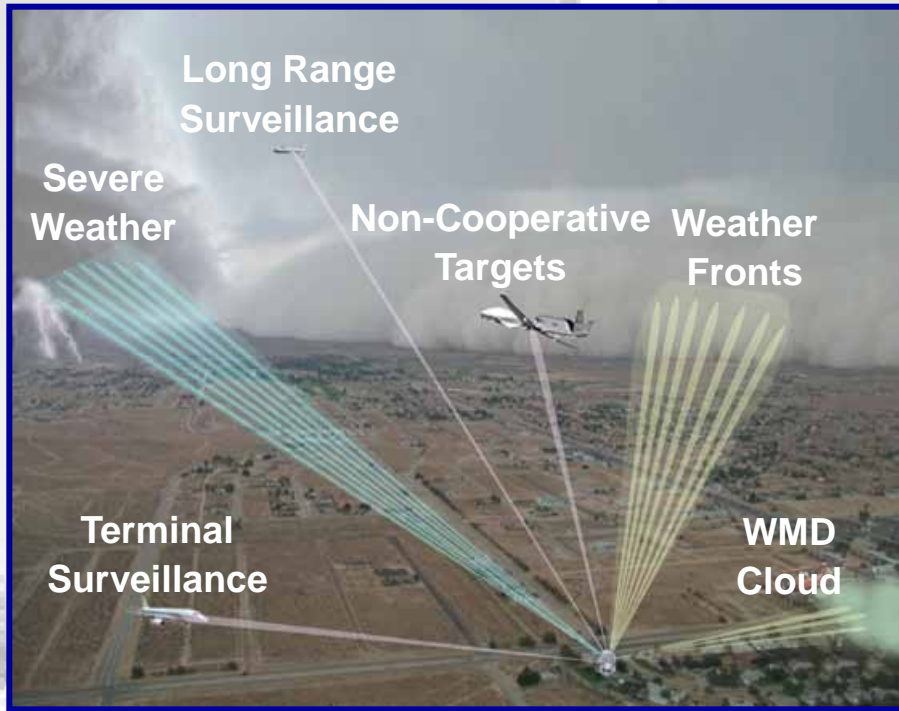 Long Range
Surveillance
Severe
Weather
Non-Cooperative
Targets
Weather
Fronts
Terminal
Surveillance
WMD
Cloud